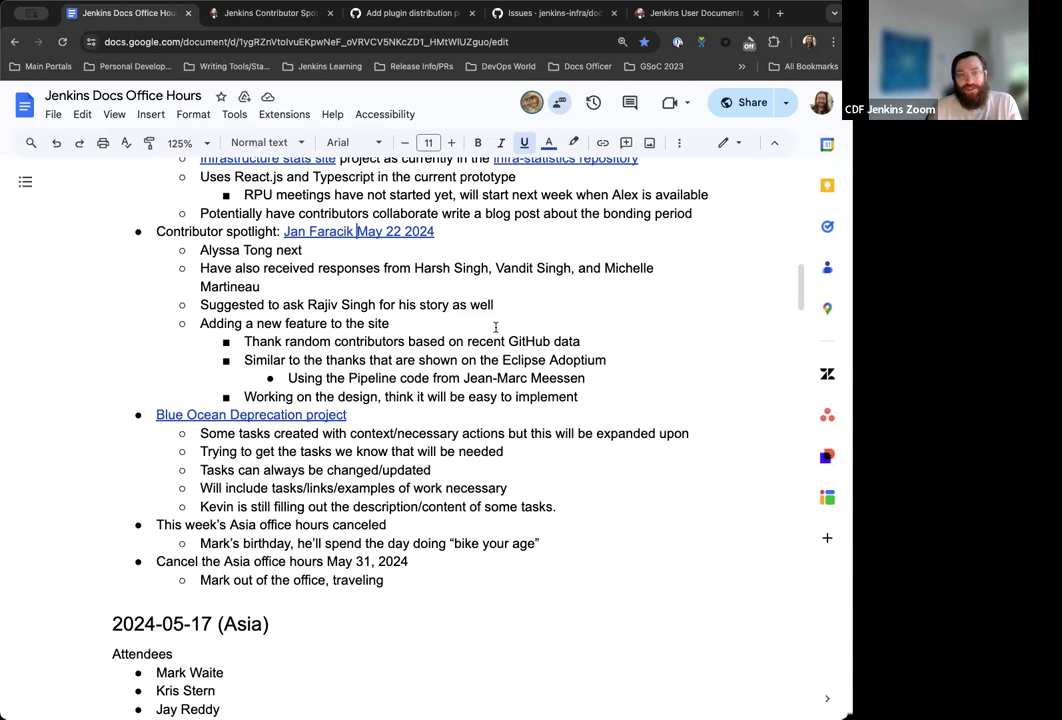 Jenkins Docs Office Hou
Jenkins Contributor Spo
Add plugin distribution p
Issues · jenkins-infra/doc
Jenkins User Documenta
docs.google.com/document/d/1ygRZnVtoIvuEKpwNeF_oVRVCV5NKcZD1_HMtWlUZguo/edit
Off
Main Portals
Personal Develop...
Writing Tools/Sta...
Jenkins Learning
Release Info/PRs
DevOps World
Docs Officer
GSoC 2023
All Bookmarks
Jenkins Docs Office Hours
File Edit View Insert Format Tools Extensions Help Accessibility
Share
125%
Normal text
Arial
11
B I U A
Infrastructure stats site project as currently in the infra-statistics repository
Uses React.js and Typescript in the current prototype
RPU meetings have not started yet, will start next week when Alex is available
Potentially have contributors collaborate write a blog post about the bonding period
Contributor spotlight: Jan Faracik May 22 2024
Alyssa Tong next
Have also received responses from Harsh Singh, Vandit Singh, and Michelle
Martineau
Suggested to ask Rajiv Singh for his story as well
Adding a new feature to the site
Thank random contributors based on recent GitHub data
Similar to the thanks that are shown on the Eclipse Adoptium
Using the Pipeline code from Jean-Marc Meessen
Working on the design, think it will be easy to implement
Blue Ocean Deprecation project
Some tasks created with context/necessary actions but this will be expanded upon
Trying to get the tasks we know that will be needed
Tasks can always be changed/updated
Will include tasks/links/examples of work necessary
Kevin is still filling out the description/content of some tasks.
This week's Asia office hours canceled
Mark's birthday, he'll spend the day doing “bike your age”
Cancel the Asia office hours May 31, 2024
Mark out of the office, traveling
2024-05-17 (Asia)
Attendees
Mark Waite
Kris Stern
Jay Reddy
CDF Jenkins Zoom